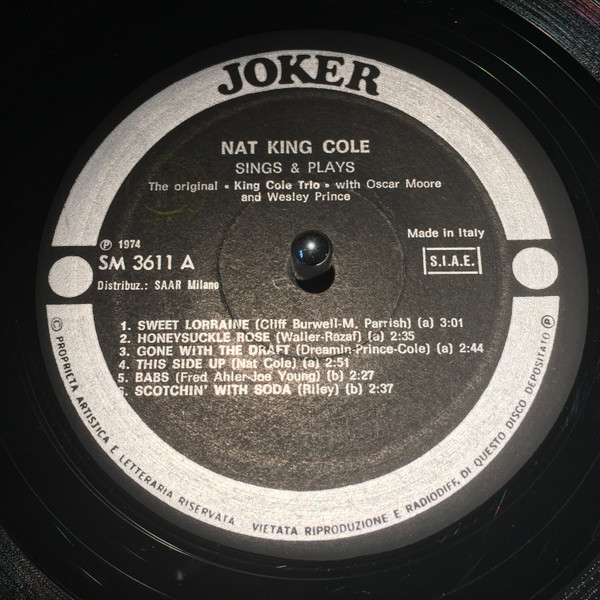 JOKER
NAT KING COLE
SINGS & PLAYS
The original « King Cole Trio » with Oscar Moore
and Wesley Prince
℗ 1974
SM 3611 A
Distribuz.: SAAR Milano
Made in Italy
S.I.A.E.
1. SWEET LORRAINE (Cliff Burwell-M, Parrish) (a) 3:01
2. HONEYSUCKLE ROSE (Waller-Razaf) (a) 2:35
3. GONE WITH THE DRAFT (Dreamin-Prince-Cole) (a) 2:44
4. THIS SIDE UP (Nat Cole) (a) 2:51
5. BABS (Fred Ahler-Joe Young) (b) 2:27
6. SCOTCHIN' WITH SODA (Riley) (b) 2:37
© PROPRIETA ARTISTICA E LETTERARIA RISERVATA VIETATA RIPRODUZIONE E RADIODIFF. DI QUESTO DISCO DEPOSITATO ℗